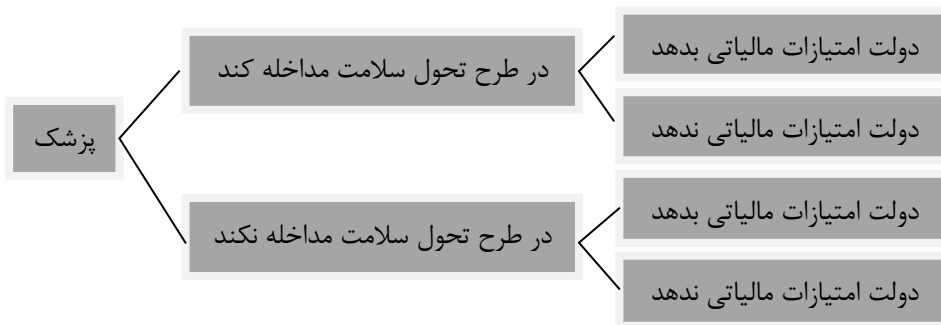 پزشک
در طرح تحول سلامت مداخله کند
دولت امتیازات مالیاتی بدهد
دولت امتیازات مالیاتی ندهد
در طرح تحول سلامت مداخله نکند
دولت امتیازات مالیاتی بدهد
دولت امتیازات مالیاتی ندهد